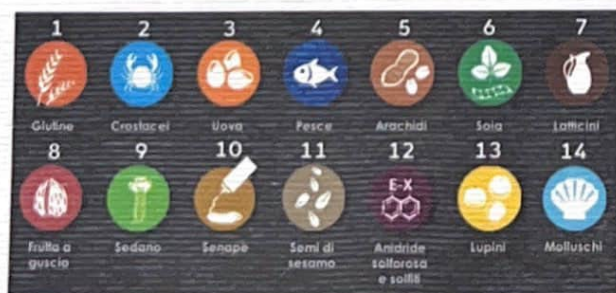 1 2 3 4 5 6 7
Glutine Crostacei Uova Pesce Arachidi Soia Latticini
8 9 10 11 12 13 14
E-X
Frutta a guscio Sedano Senape Semi di sesamo Anidride solforosa e solfiti Lupini Molluschi